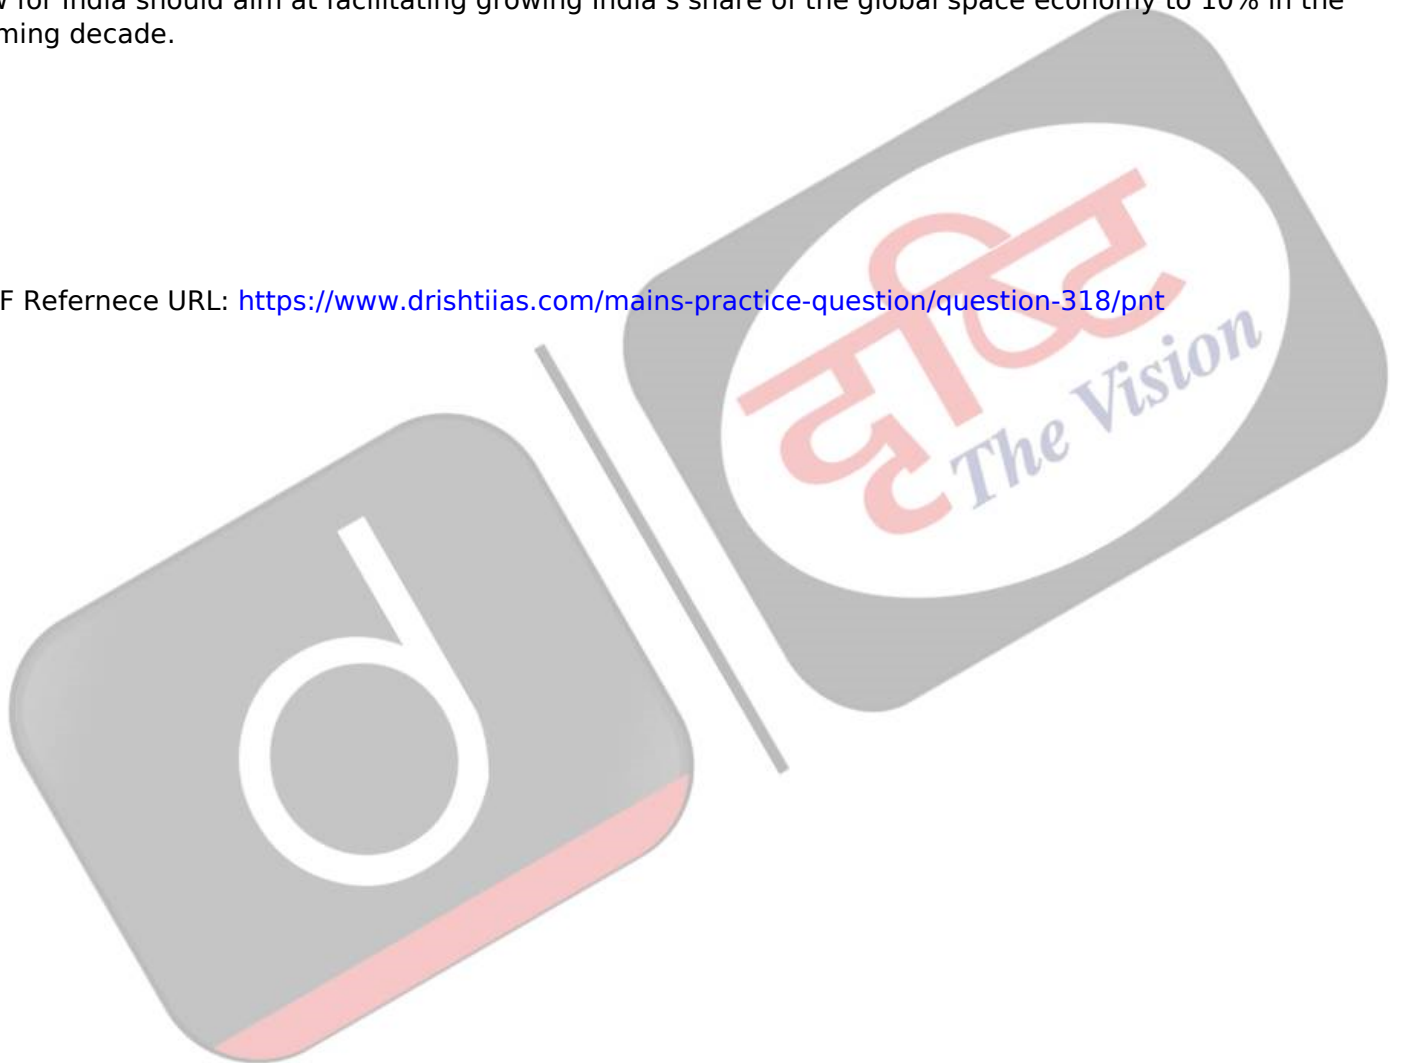 for India should aim at facilitating growing India's share of the global space economy to 10% in the
ming decade.
F Refernece URL: https://www.drishtiias.com/mains-practice-question/question-318/pnt
दृष्टि
The Vision
d